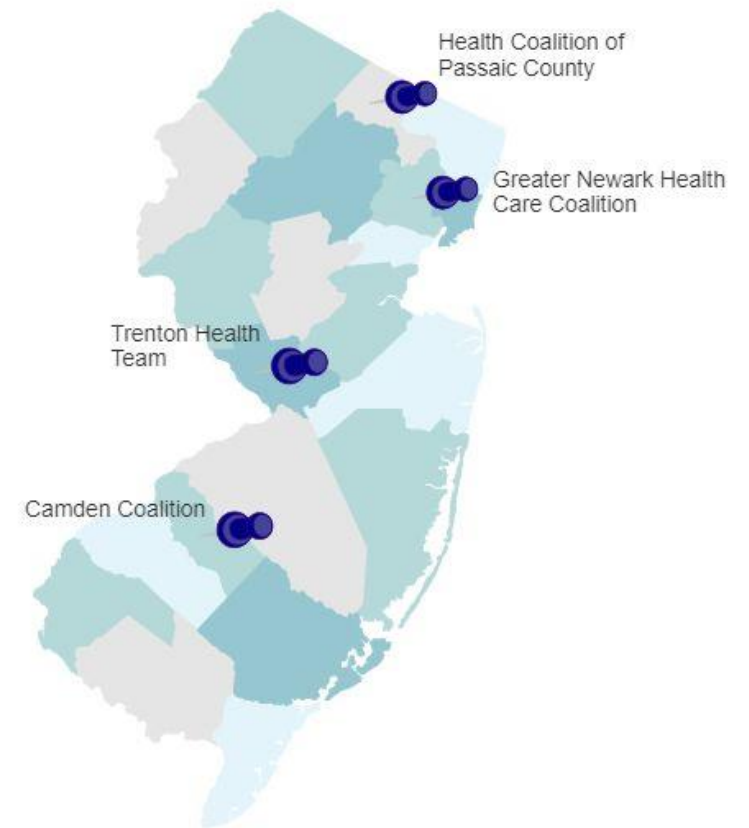 Health Coalition of
Passaic County
Greater Newark Health
Care Coalition
Trenton Health
Team
Camden Coalition